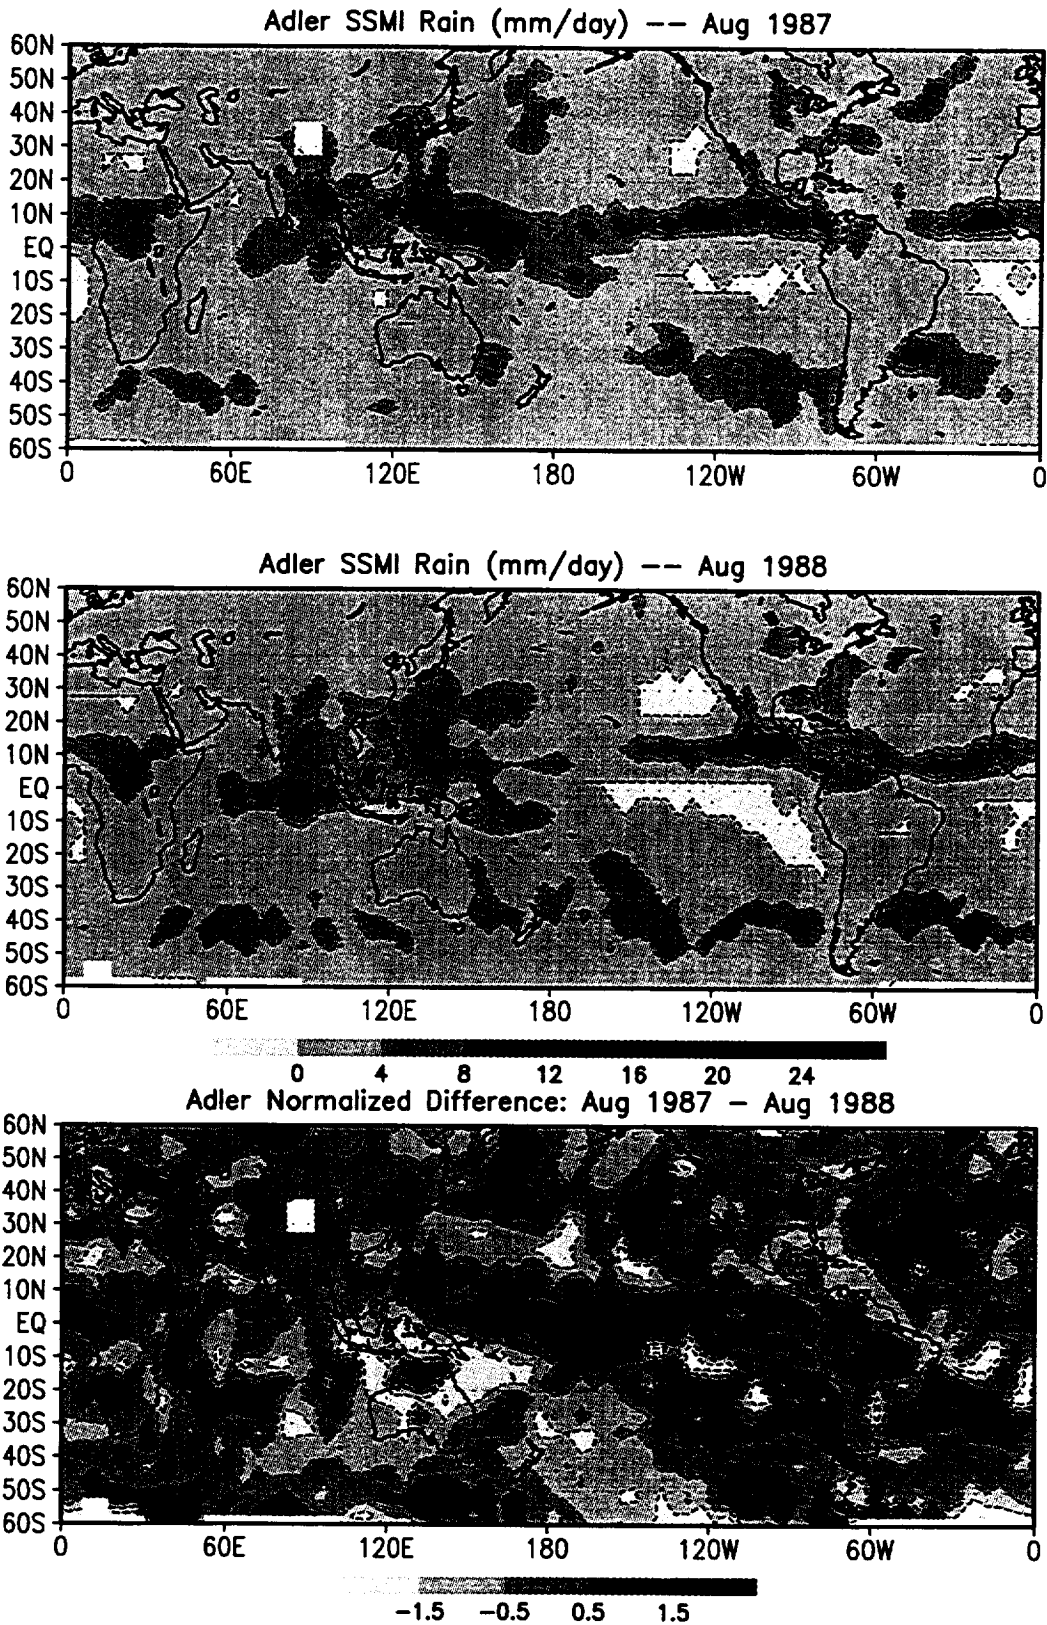 Adler SSMI Rain (mm/day) -- Aug 1987
60N
50N
40N
30N
20N
10N
EQ
10S
20S
30S
40S
50S
60S
0 60E 120E 180 120W 60W 0
Adler SSMI Rain (mm/day) -- Aug 1988
60N
50N
40N
30N
20N
10N
EQ
10S
20S
30S
40S
50S
60S
0 60E 120E 180 120W 60W 0
0 4 8 12 16 20 24
Adler Normalized Difference: Aug 1987 - Aug 1988
60N
50N
40N
30N
20N
10N
EQ
10S
20S
30S
40S
50S
60S
0 60E 120E 180 120W 60W 0
-1.5 -0.5 0.5 1.5